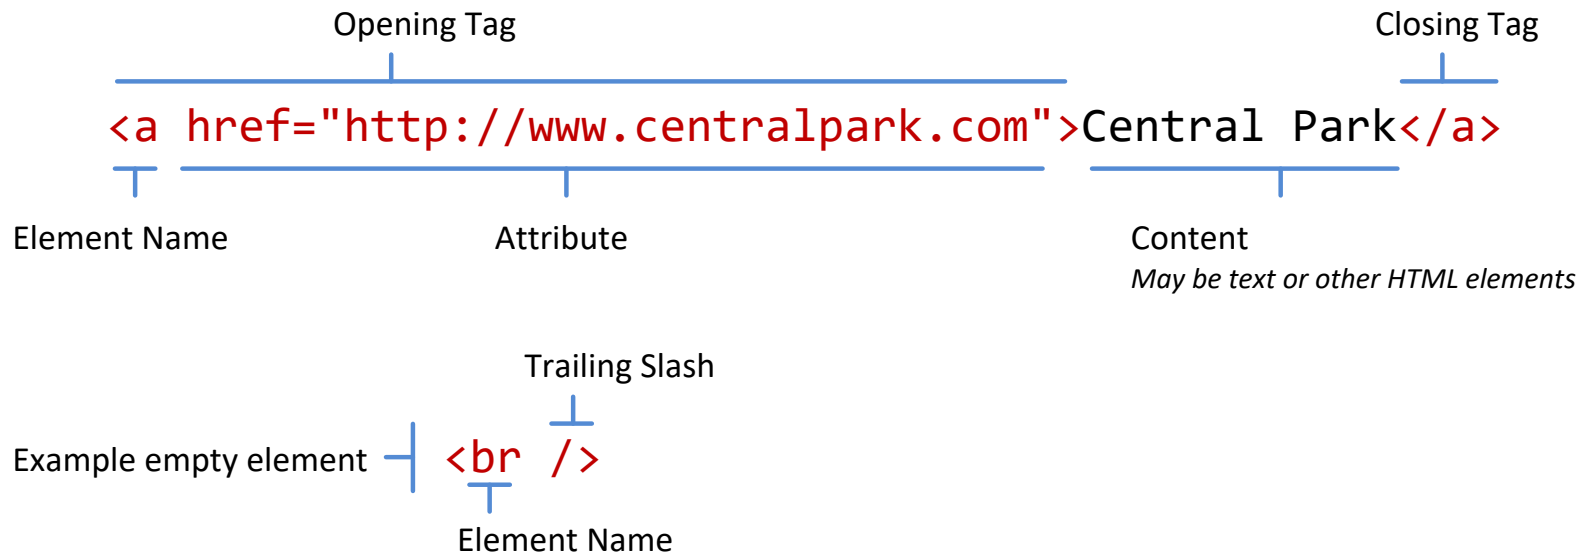 Opening Tag Closing Tag
<a href="http://www.centralpark.com">Central Park</a>
Element Name Attribute Content
May be text or other HTML elements
Trailing Slash
Example empty element <br />
Element Name